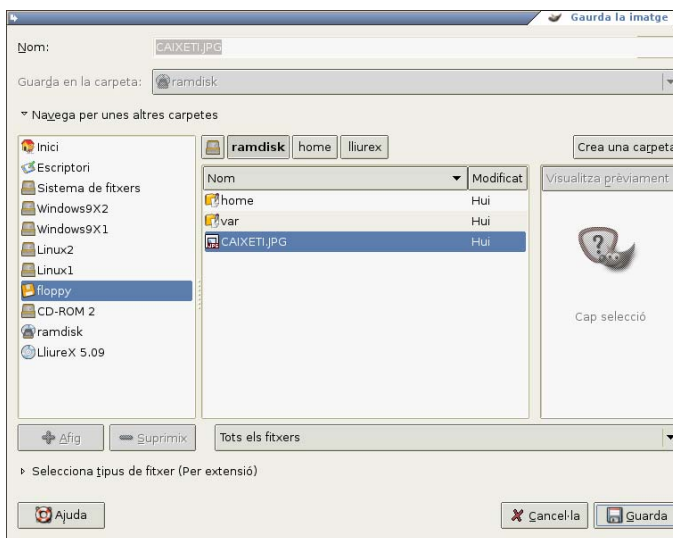 Gaurda la imatge
Nom: CAIXETI.JPG
Guarda en la carpeta: ramdisk
Navega per unes altres carpetes
Inici
Escriptori
Sistema de fitxers
Windows9X2
Windows9X1
Linux2
Linux1
floppy
CD-ROM 2
ramdisk
LliureX 5.09
ramdisk home lliurex
Crea una carpeta
Nom Modificat
home Hui
var Hui
CAIXETI.JPG Hui
Visualitza prèviament
Cap selecció
Afig Suprimix Tots els fitxers
Selecciona tipus de fitxer (Per extensió)
Ajuda Cancel·la Guarda